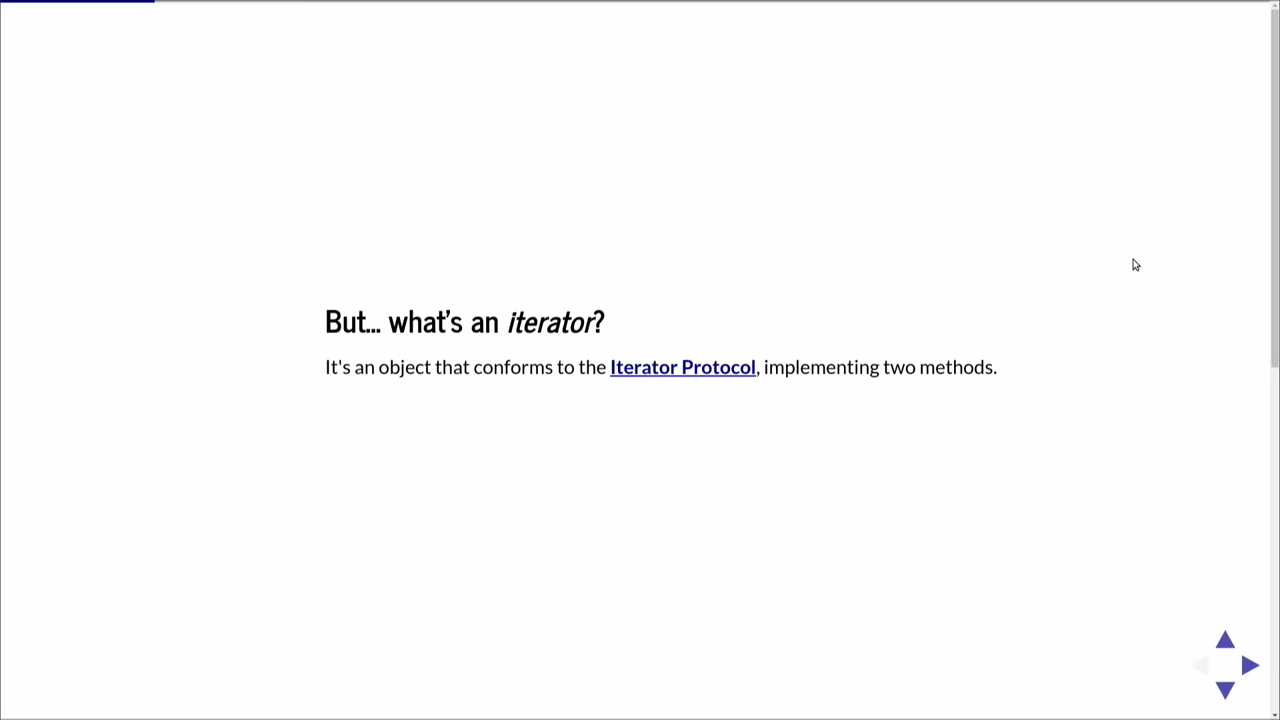 But... what's an iterator?
It's an object that conforms to the Iterator Protocol, implementing two methods.